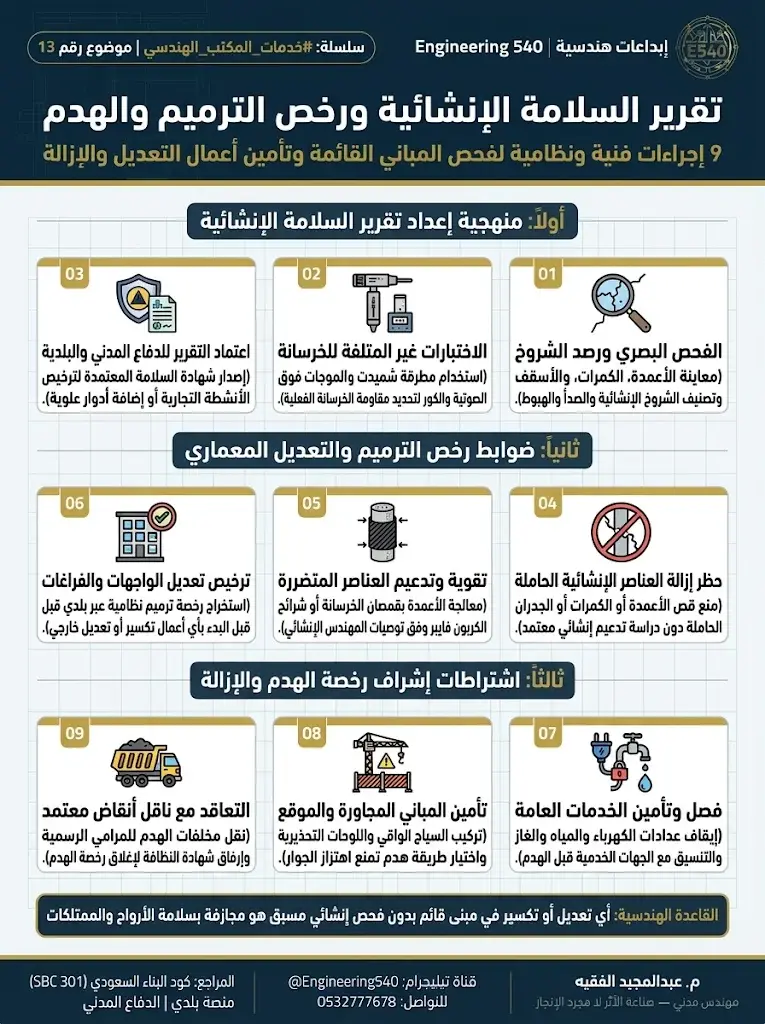 إبداعات هندسية | Engineering 540
E540
سلسلة: #خدمات_المكتب_الهندسي | موضوع رقم 13
تقرير السلامة الإنشائية ورخص الترميم والهدم
9 إجراءات فنية ونظامية لفحص المباني القائمة وتأمين أعمال التعديل والإزالة
أولاً: منهجية إعداد تقرير السلامة الإنشائية
01
الفحص البصري ورصد الشروخ
(معاينة الأعمدة، الكمرات، والأسقف
وتصنيف الشروخ الإنشائية والصدأ والهبوط).
02
الاختبارات غير المتلفة للخرسانة
(استخدام مطرقة شميدت والموجات فوق
الصوتية والكور لتحديد مقاومة الخرسانة الفعلية).
03
اعتماد التقرير للدفاع المدني والبلدية
(إصدار شهادة السلامة المعتمدة لترخيص
الأنشطة التجارية أو إضافة أدوار علوية).
ثانياً: ضوابط رخص الترميم والتعديل المعماري
04
حظر إزالة العناصر الإنشائية الحاملة
(منع قص الأعمدة أو الكمرات أو الجدران
الحاملة دون دراسة تدعيم إنشائي معتمد).
05
تقوية وتدعيم العناصر المتضررة
(معالجة الأعمدة بقمصان الخرسانة أو شرائح
الكربون فايبر وفق توصيات المهندس الإنشائي).
06
ترخيص تعديل الواجهات والفراغات
(استخراج رخصة ترميم نظامية عبر بلدي قبل
قبل البدء بأي أعمال تكسير أو تعديل خارجي).
ثالثاً: اشتراطات إشراف رخصة الهدم والإزالة
07
فصل وتأمين الخدمات العامة
(إيقاف عدادات الكهرباء والمياه والغاز
والتنسيق مع الجهات الخدمية قبل الهدم).
08
تأمين المباني المجاورة والموقع
(تركيب السياج الواقي واللوحات التحذيرية
واختيار طريقة هدم تمنع اهتزاز الجوار).
09
التعاقد مع ناقل أنقاض معتمد
(نقل مخلفات الهدم للمرامي الرسمية
وإرفاق شهادة النظافة لإغلاق رخصة الهدم).
القاعدة الهندسية: أي تعديل أو تكسير في مبنى قائم بدون فحص إنشائي مسبق هو مجازفة بسلامة الأرواح والممتلكات
م. عبدالمجيد الفقيه
مهندس مدني — صناعة الأثر لا مجرد الإنجاز
قناة تيليجرام: @Engineering540
للتواصل: 0532777678
المراجع: كود البناء السعودي (SBC 301)
منصة بلدي | الدفاع المدني